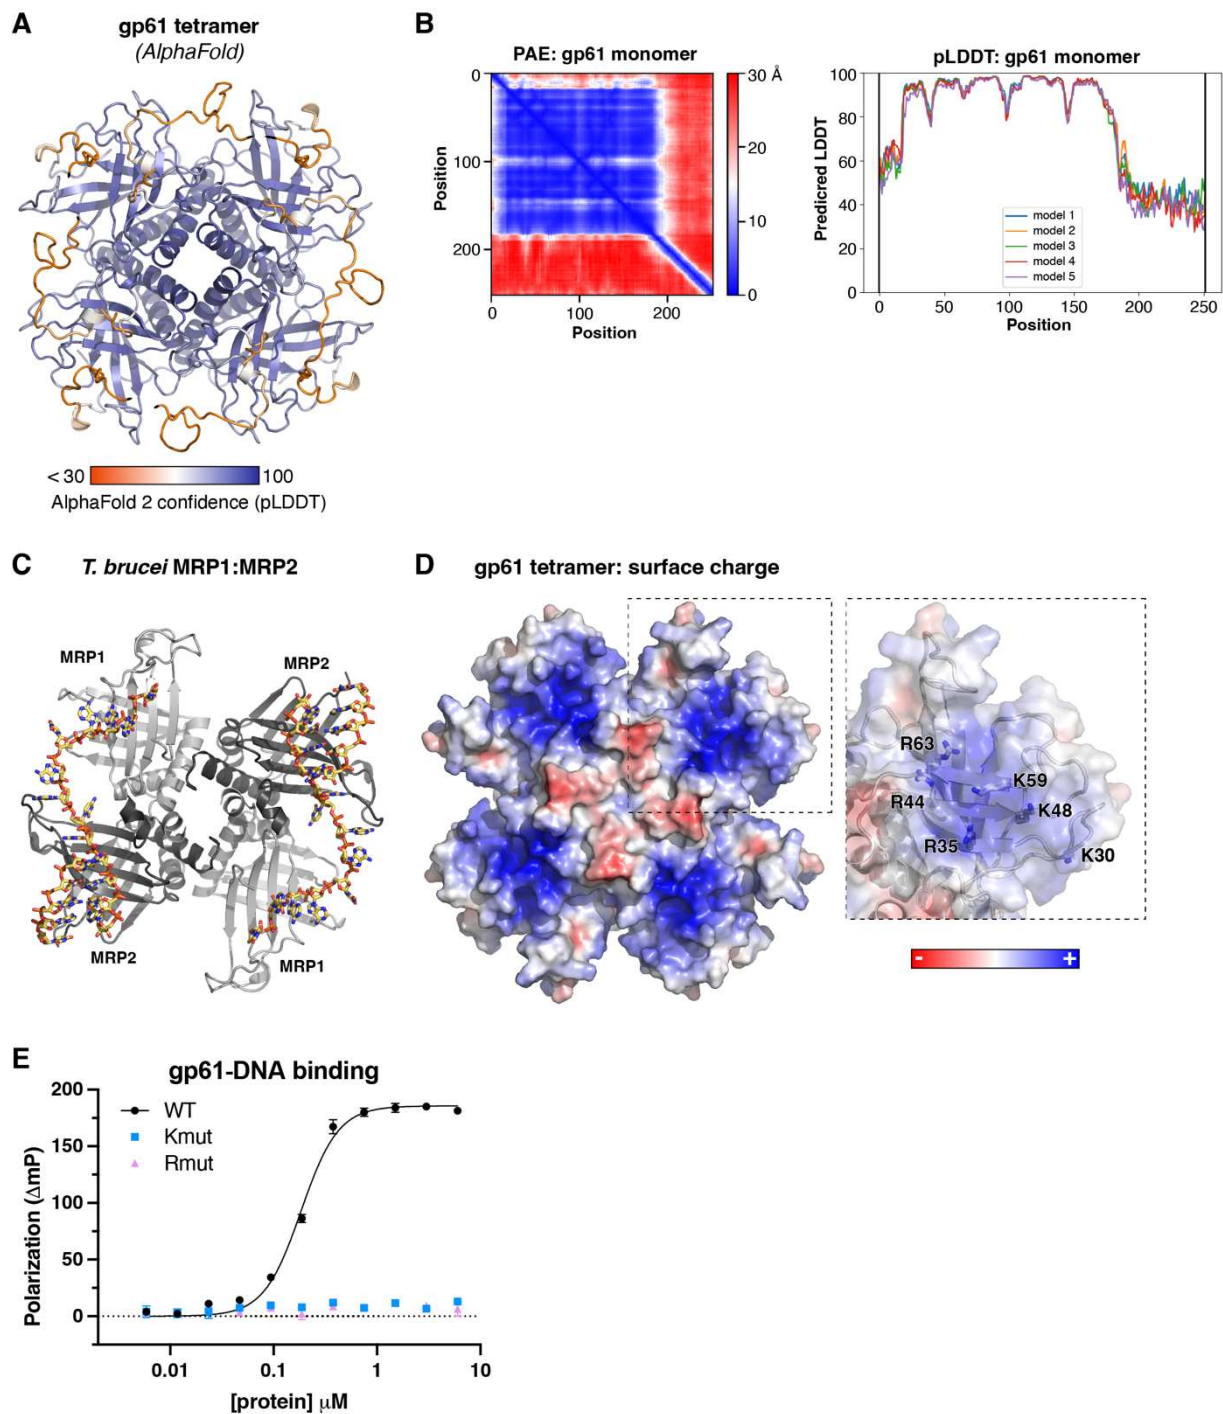 A
gp61 tetramer
(AlphaFold)
< 30
100
AlphaFold 2 confidence (pLDDT)
B
PAE: gp61 monomer
0
100
200
Position
0
100
200
Position
30 Å
20
10
0
pLDDT: gp61 monomer
100
80
60
40
20
0
Predicred LDDT
model 1
model 2
model 3
model 4
model 5
0
50
100
150
200
250
Position
C
T. brucei MRP1:MRP2
MRP1
MRP2
MRP2
MRP1
D
gp61 tetramer: surface charge
R63
K59
R44
K48
R35
K30
-
+
E
gp61-DNA binding
200
150
100
50
0
Polarization (ΔmP)
WT
Kmut
Rmut
0.01
0.1
1
10
[protein] μM